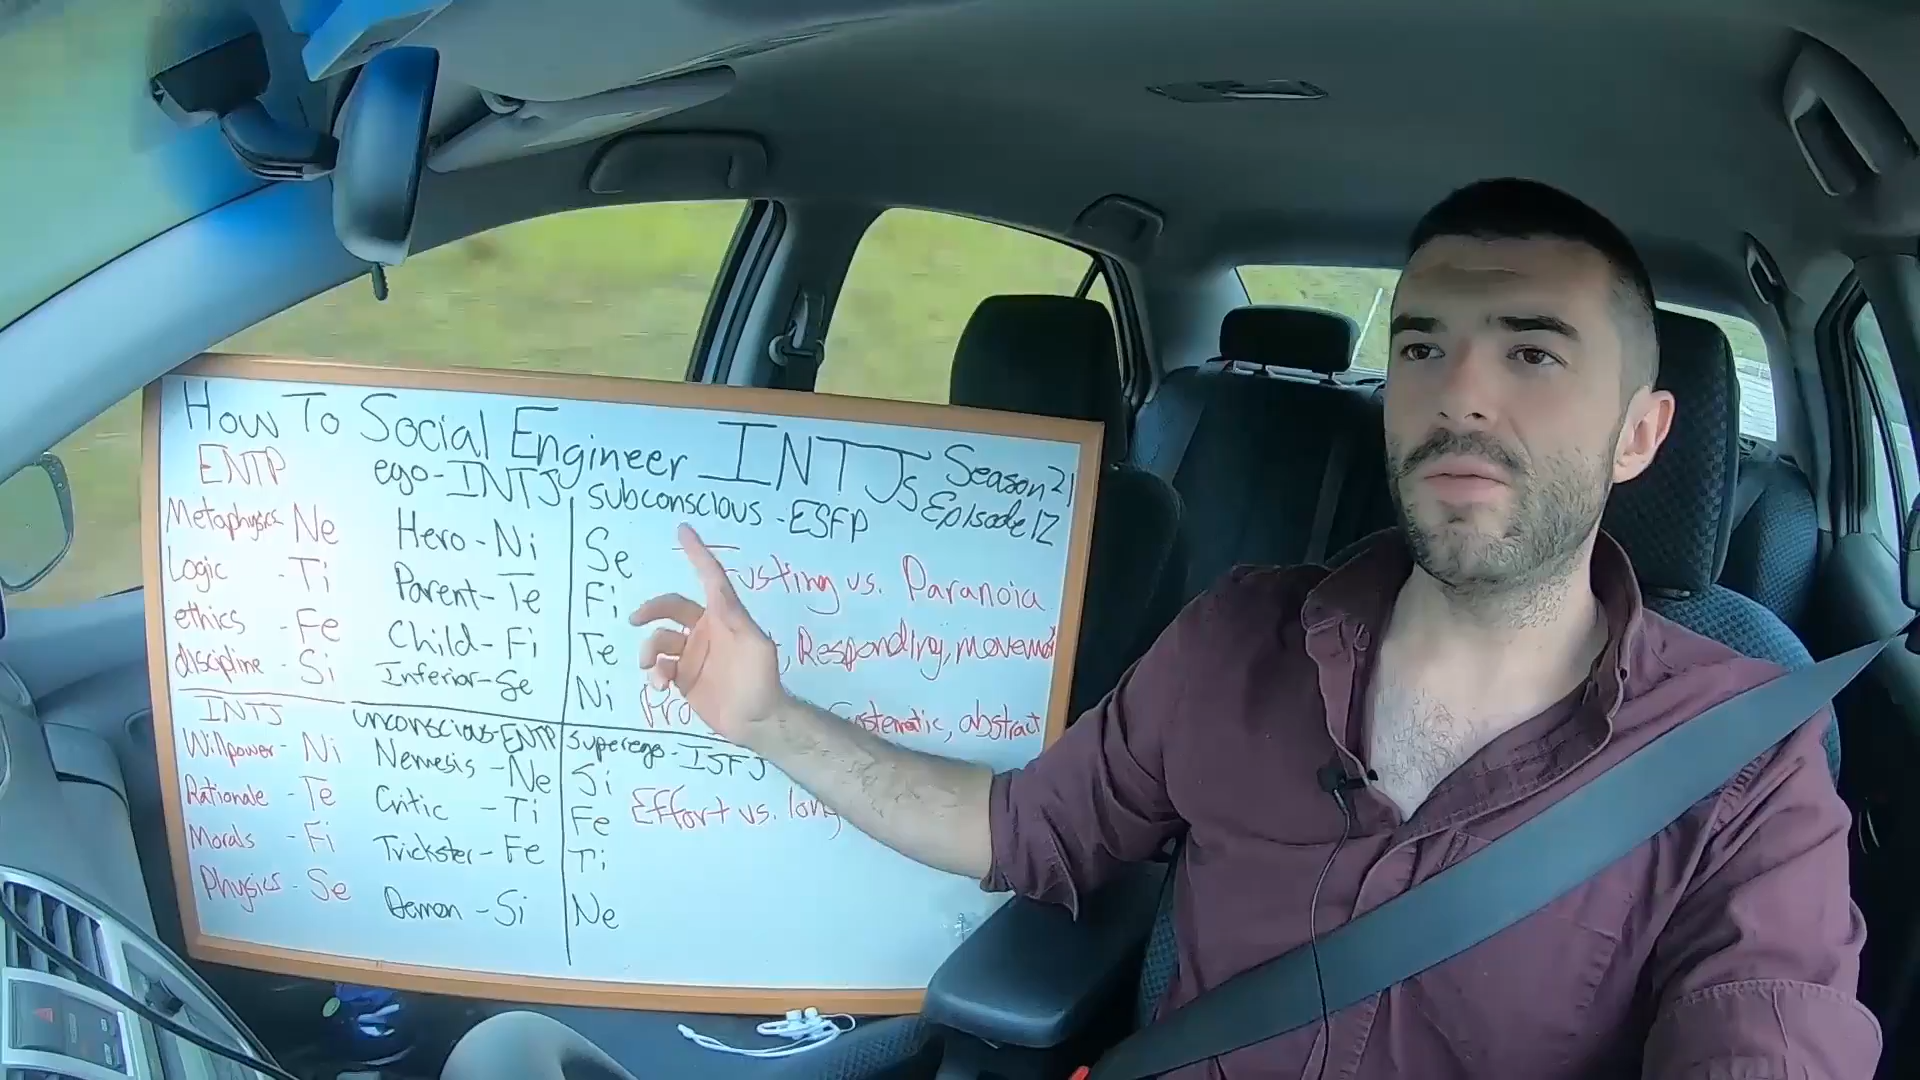 How To Social Engineer INTJs
Season 21
Episode 12
ENTP
Metaphysics Ne
Logic - Ti
ethics - Fe
discipline - Si
INTJ
Willpower - Ni
Rationale - Te
Morals - Fi
Physics - Se
ego - INTJ
Hero - Ni
Parent - Te
Child - Fi
Inferior - Se
subconscious - ESFP
Se
Fi
Te
Ni
unconscious - ENTP
Nemesis - Ne
Critic - Ti
Trickster - Fe
Demon - Si
superego - ISFJ
Si
Fe
Ti
Ne
vs. Paranoia
Responding, movement
Systematic, abstract
Effort vs.